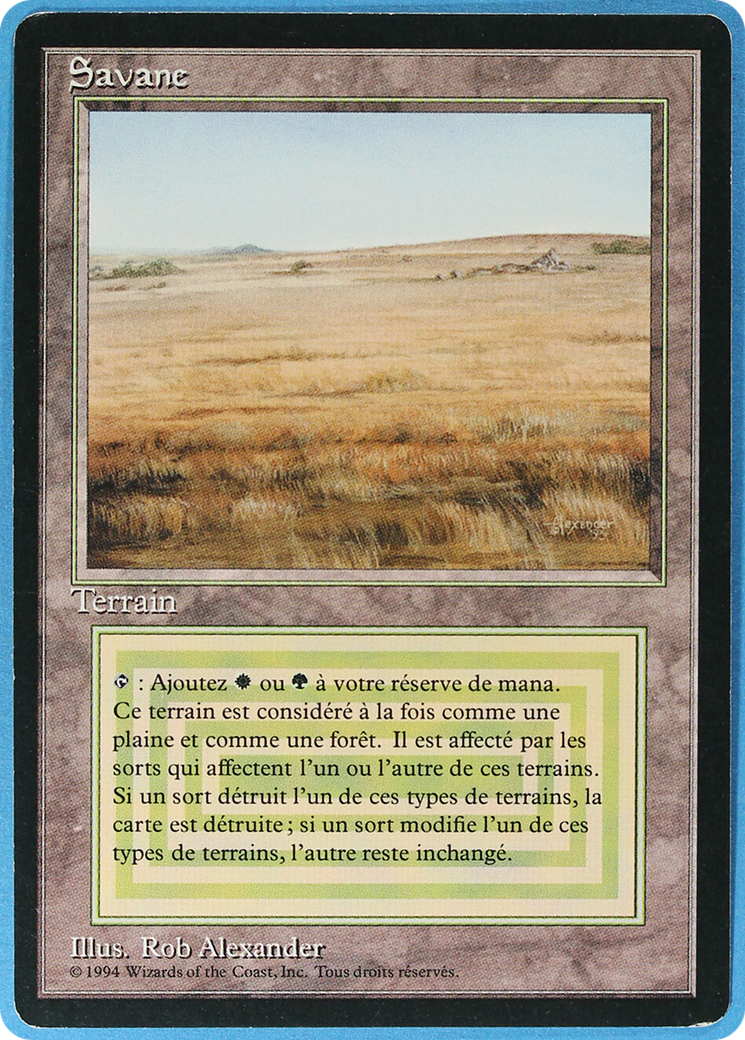 Savane
Alexander
93
Terrain
: Ajoutez ou à votre réserve de mana.
Ce terrain est considéré à la fois comme une
plaine et comme une forêt. Il est affecté par les
sorts qui affectent l'un ou l'autre de ces terrains.
Si un sort détruit l'un de ces types de terrains, la
carte est détruite ; si un sort modifie l'un de ces
types de terrains, l'autre reste inchangé.
Illus. Rob Alexander
© 1994 Wizards of the Coast, Inc. Tous droits réservés.